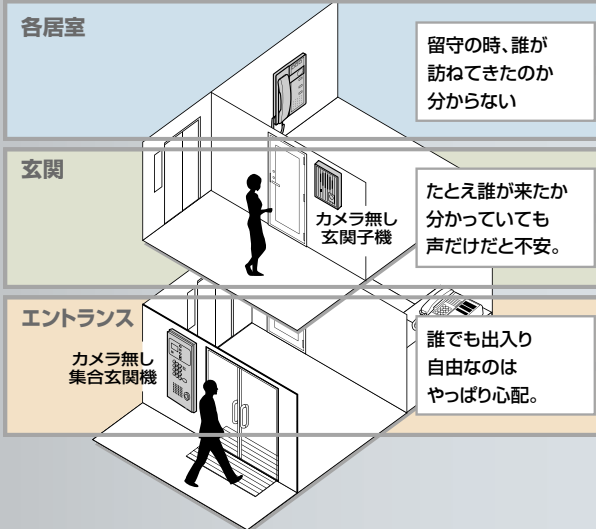 各居室
留守の時、誰が
訪ねてきたのか
分からない
玄関
カメラ無し
玄関子機
たとえ誰が来たか
分かっていても
声だけだと不安。
エントランス
カメラ無し
集合玄関機
誰でも出入り
自由なのは
やっぱり心配。